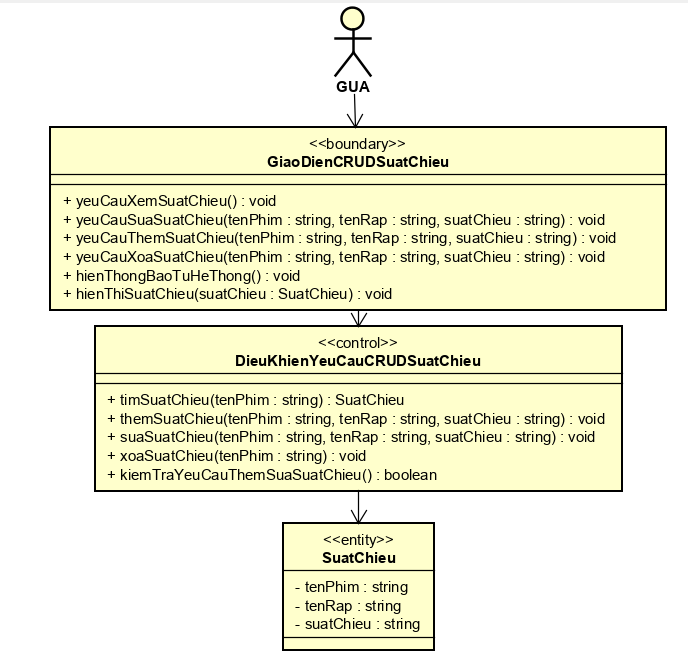 GUA
<<boundary>>
GiaoDienCRUDSuatChieu
+ yeuCauXemSuatChieu() : void
+ yeuCauSuaSuatChieu(tenPhim : string, tenRap : string, suatChieu : string) : void
+ yeuCauThemSuatChieu(tenPhim : string, tenRap : string, suatChieu : string) : void
+ yeuCauXoaSuatChieu(tenPhim : string, tenRap : string, suatChieu : string) : void
+ hienThongBaoTuHeThong() : void
+ hienThiSuatChieu(suatChieu : SuatChieu) : void
<<control>>
DieuKhienYeuCauCRUDSuatChieu
+ timSuatChieu(tenPhim : string) : SuatChieu
+ themSuatChieu(tenPhim : string, tenRap : string, suatChieu : string) : void
+ suaSuatChieu(tenPhim : string, tenRap : string, suatChieu : string) : void
+ xoaSuatChieu(tenPhim : string) : void
+ kiemTraYeuCauThemSuaSuatChieu() : boolean
<<entity>>
SuatChieu
- tenPhim : string
- tenRap : string
- suatChieu : string